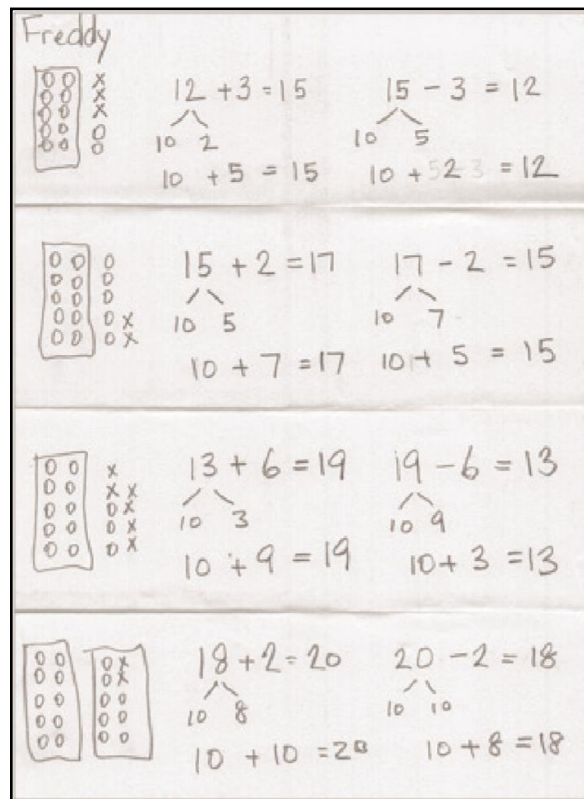 Freddy
12 + 3 = 15 15 - 3 = 12
10 2 10 5
10 + 5 = 15 10 + 2 = 12
15 + 2 = 17 17 - 2 = 15
10 5 10 7
10 + 7 = 17 10 + 5 = 15
13 + 6 = 19 19 - 6 = 13
10 3 10 9
10 + 9 = 19 10 + 3 = 13
18 + 2 = 20 20 - 2 = 18
10 8 10 10
10 + 10 = 20 10 + 8 = 18